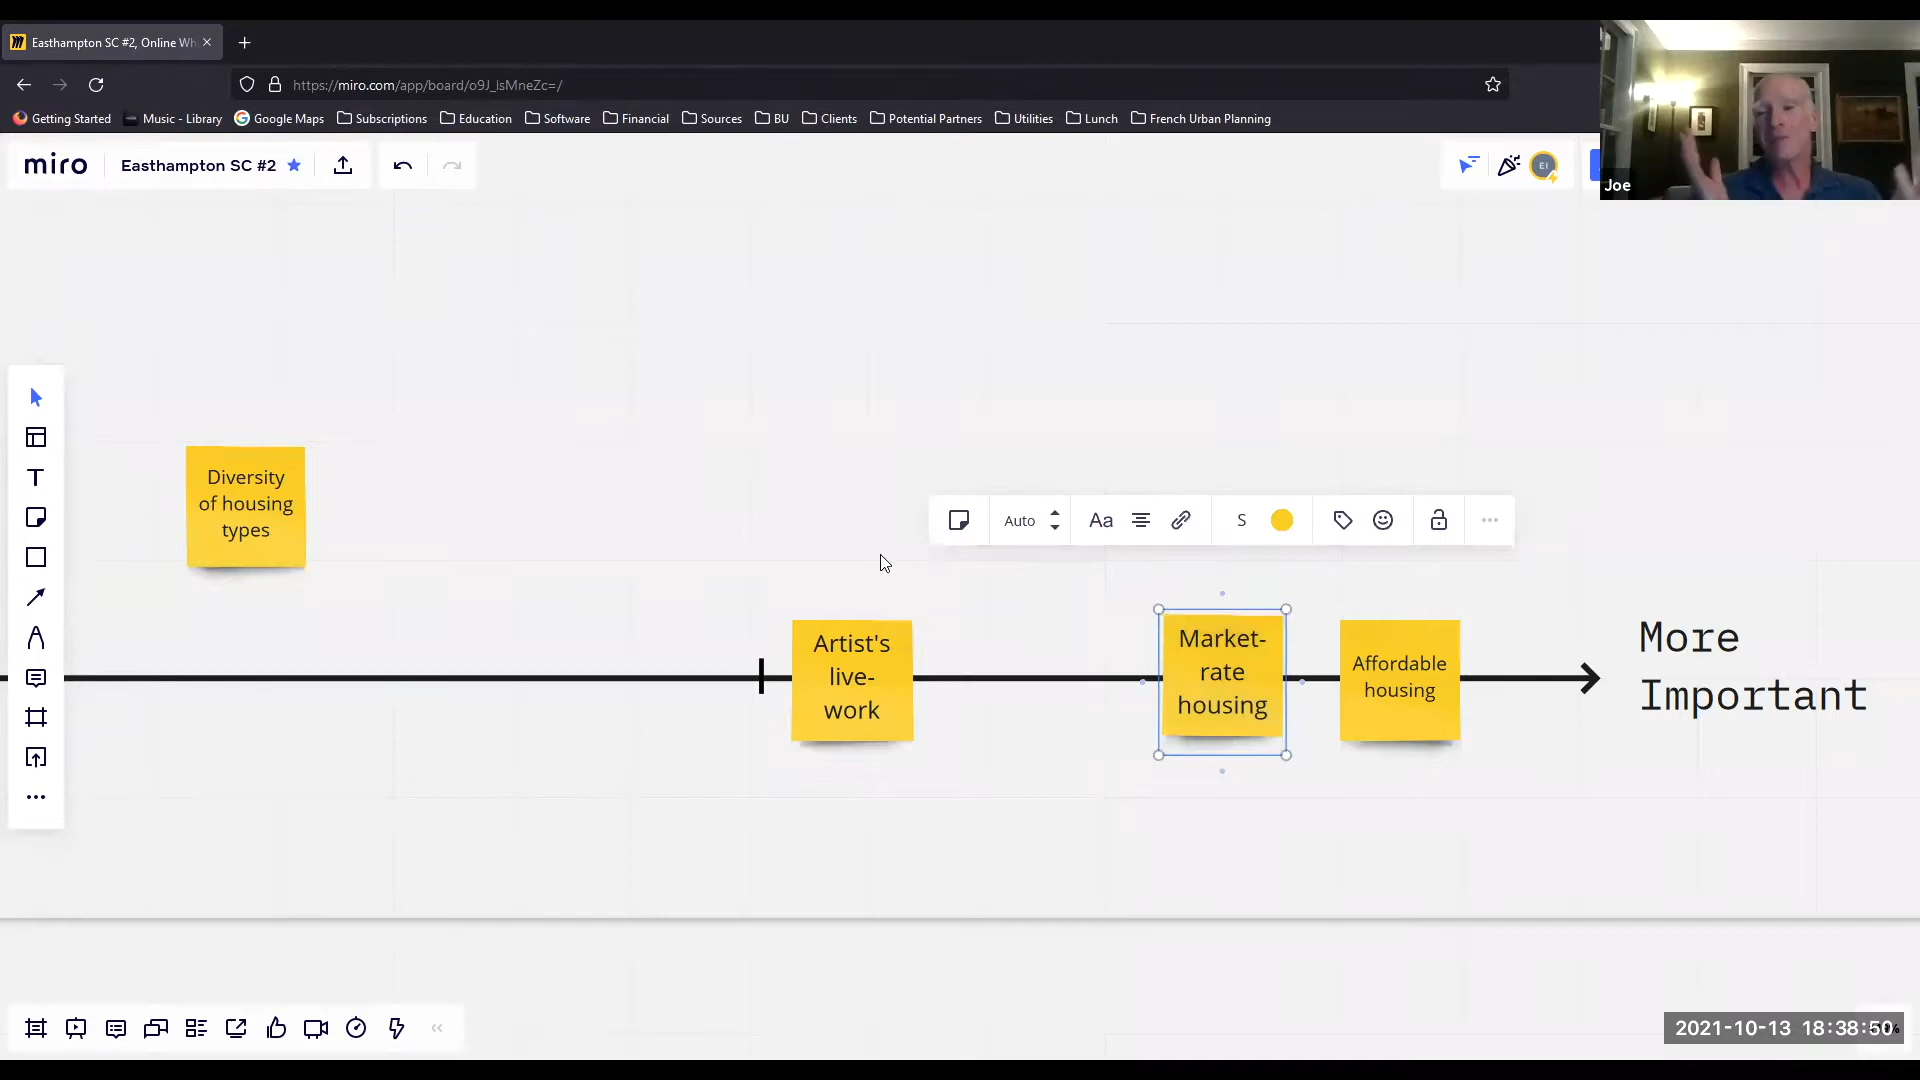 Easthampton SC #2, Online Wh
https://miro.com/app/board/o9J_lsMneZc=/
Getting Started
Music - Library
Google Maps
Subscriptions
Education
Software
Financial
Sources
BU
Clients
Potential Partners
Utilities
Lunch
French Urban Planning
Joe
miro
Easthampton SC #2
EI
Diversity
of housing
types
Auto
Aa
S
Artist's
live-
work
Market-
rate
housing
Affordable
housing
More
Important
2021-10-13 18:38:50